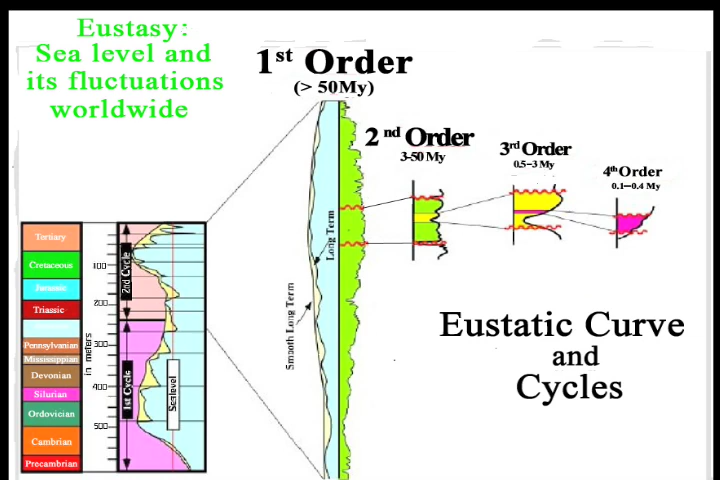 Eustasy:
Sea level and
its fluctuations
worldwide
1st Order
(> 50My)
2nd Order
3-50 My
3rd Order
0.5-3 My
4th Order
0.1-0.4 My
Tertiary
Cretaceous
Jurassic
Triassic
Pennsylvanian
Mississippian
Devonian
Silurian
Ordovician
Cambrian
Precambrian
100
200
300
400
500
in meters
2nd Cycle
1st Cycle
Sealevel
Long Term
Smooth Long Term
Eustatic Curve
and
Cycles